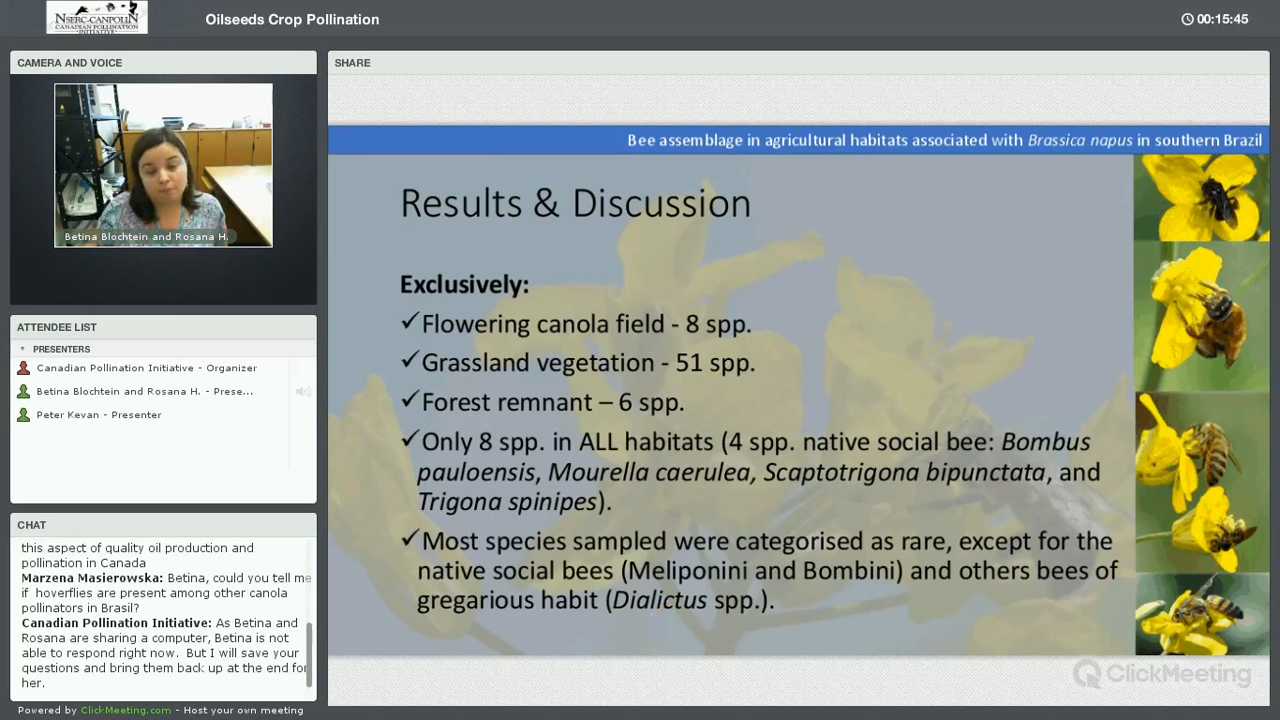 NSERC-CANPOLIN
CANADIAN POLLINATION
INITIATIVE
Oilseeds Crop Pollination
00:15:45
CAMERA AND VOICE
Betina Blochtein and Rosana H.
ATTENDEE LIST
PRESENTERS
Canadian Pollination Initiative - Organizer
Betina Blochtein and Rosana H. - Prese...
Peter Kevan - Presenter
CHAT
this aspect of quality oil production and
pollination in Canada
Marzena Masierowska: Betina, could you tell me
if hoverflies are present among other canola
pollinators in Brasil?
Canadian Pollination Initiative: As Betina and
Rosana are sharing a computer, Betina is not
able to respond right now. But I will save your
questions and bring them back up at the end for
her.
Powered by ClickMeeting.com - Host your own meeting
SHARE
Bee assemblage in agricultural habitats associated with Brassica napus in southern Brazil
Results & Discussion
Exclusively:
✓Flowering canola field - 8 spp.
✓Grassland vegetation - 51 spp.
✓Forest remnant – 6 spp.
✓Only 8 spp. in ALL habitats (4 spp. native social bee: Bombus
pauloensis, Mourella caerulea, Scaptotrigona bipunctata, and
Trigona spinipes).
✓Most species sampled were categorised as rare, except for the
native social bees (Meliponini and Bombini) and others bees of
gregarious habit (Dialictus spp.).
ClickMeeting